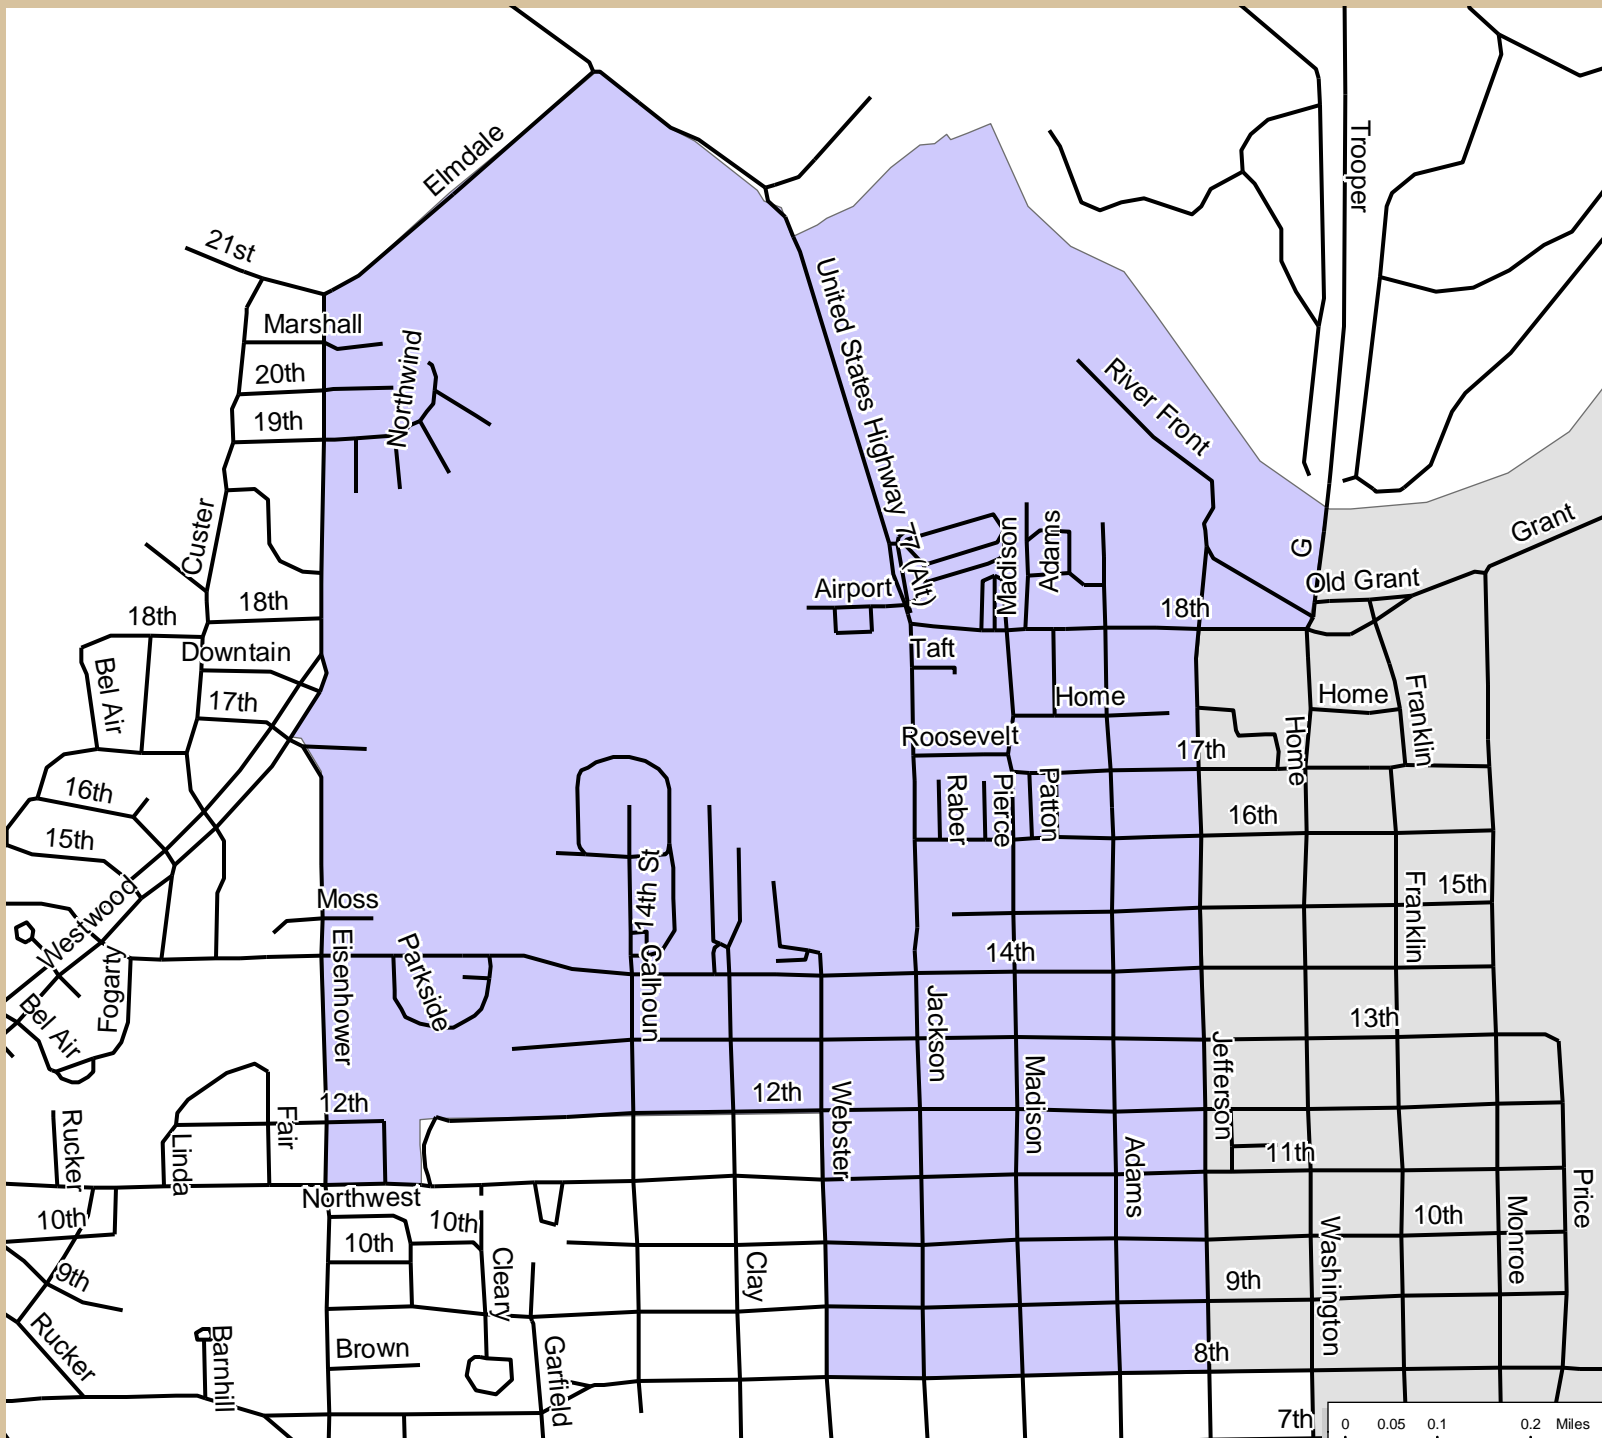 Elmdale
Trooper
21st
United States Highway 77 (Alt)
Marshall
Northwind
20th
19th
River Front
Custer
Grant
G
Madison
Adams
Old Grant
Airport
18th
18th
18th
Taft
Downtain
Bel Air
17th
Home
Home
Franklin
Roosevelt
17th
Home
16th
Raber
Pierce
Patton
16th
15th
14th St
Westwood
Moss
15th
Franklin
Eisenhower
Parkside
Calhoun
14th
Fogarty
Bel Air
Jackson
13th
Jefferson
Madison
12th
12th
Webster
Rucker
Fair
Linda
11th
Adams
Northwest
Price
10th
10th
10th
10th
Monroe
Washington
9th
Cleary
Clay
9th
Rucker
Barnhill
Brown
Garfield
8th
7th
0 0.05 0.1 0.2 Miles